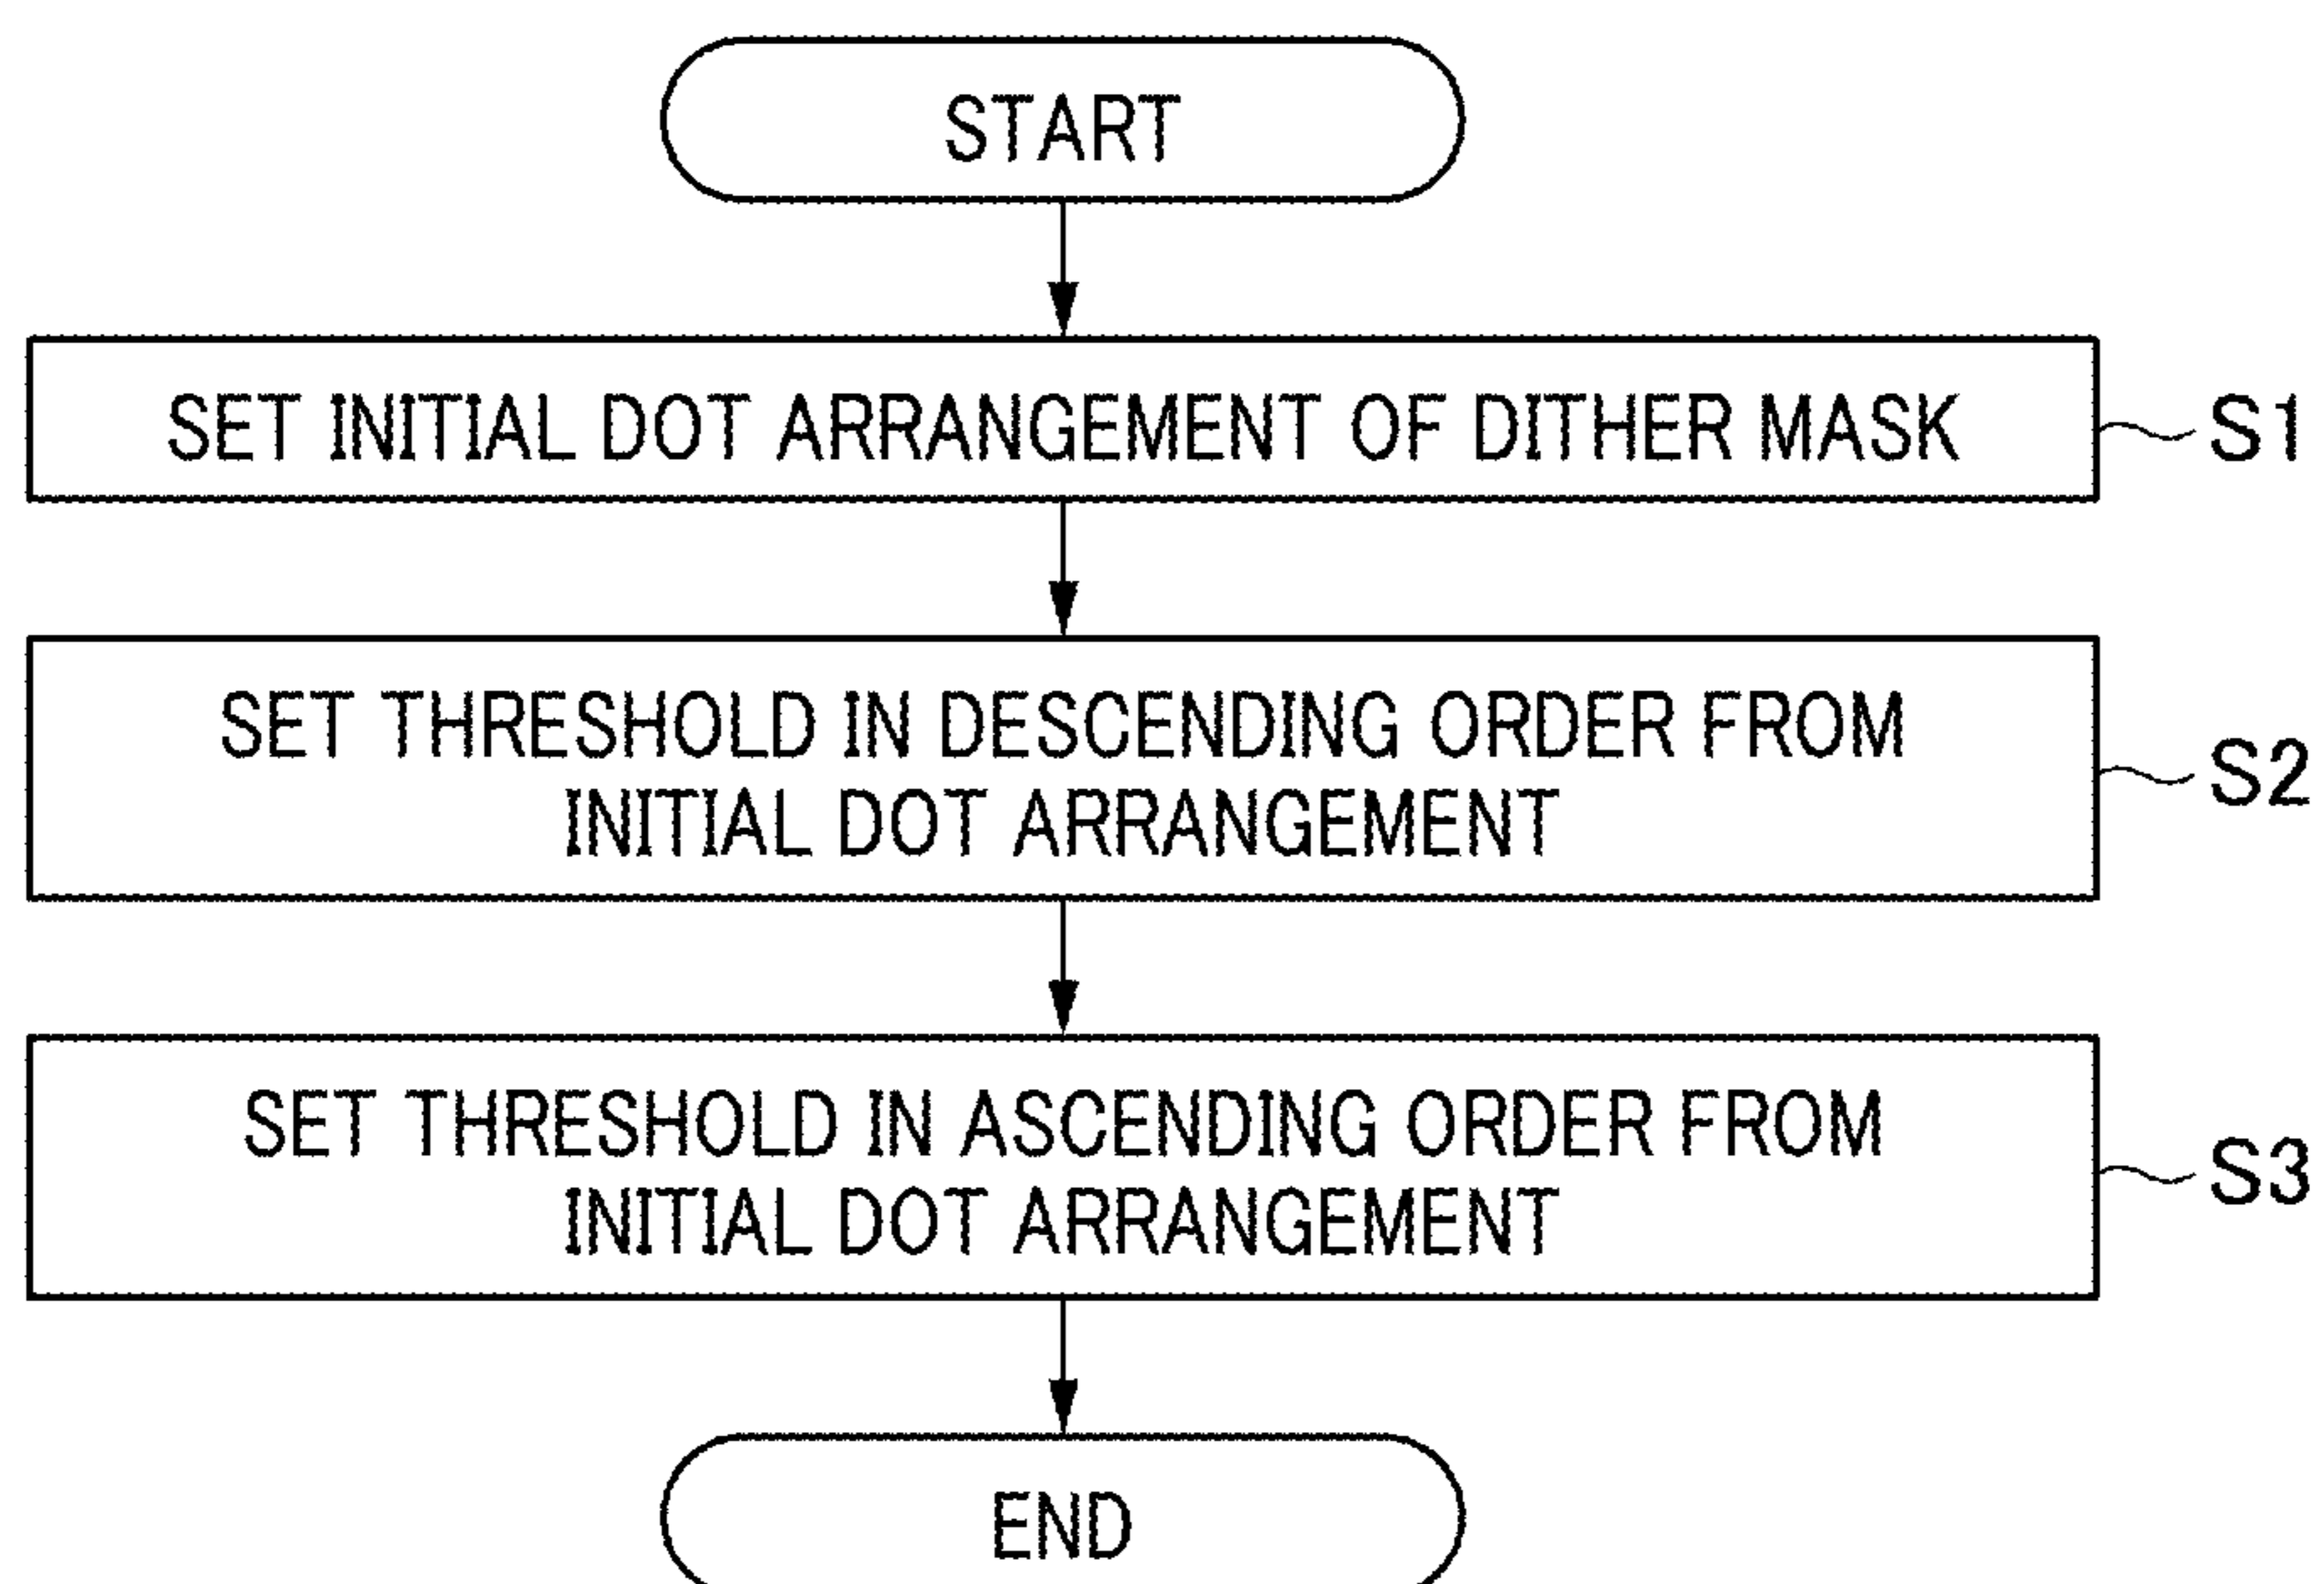 START
SET INITIAL DOT ARRANGEMENT OF DITHER MASK
S1
SET THRESHOLD IN DESCENDING ORDER FROM
INITIAL DOT ARRANGEMENT
S2
SET THRESHOLD IN ASCENDING ORDER FROM
INITIAL DOT ARRANGEMENT
S3
END